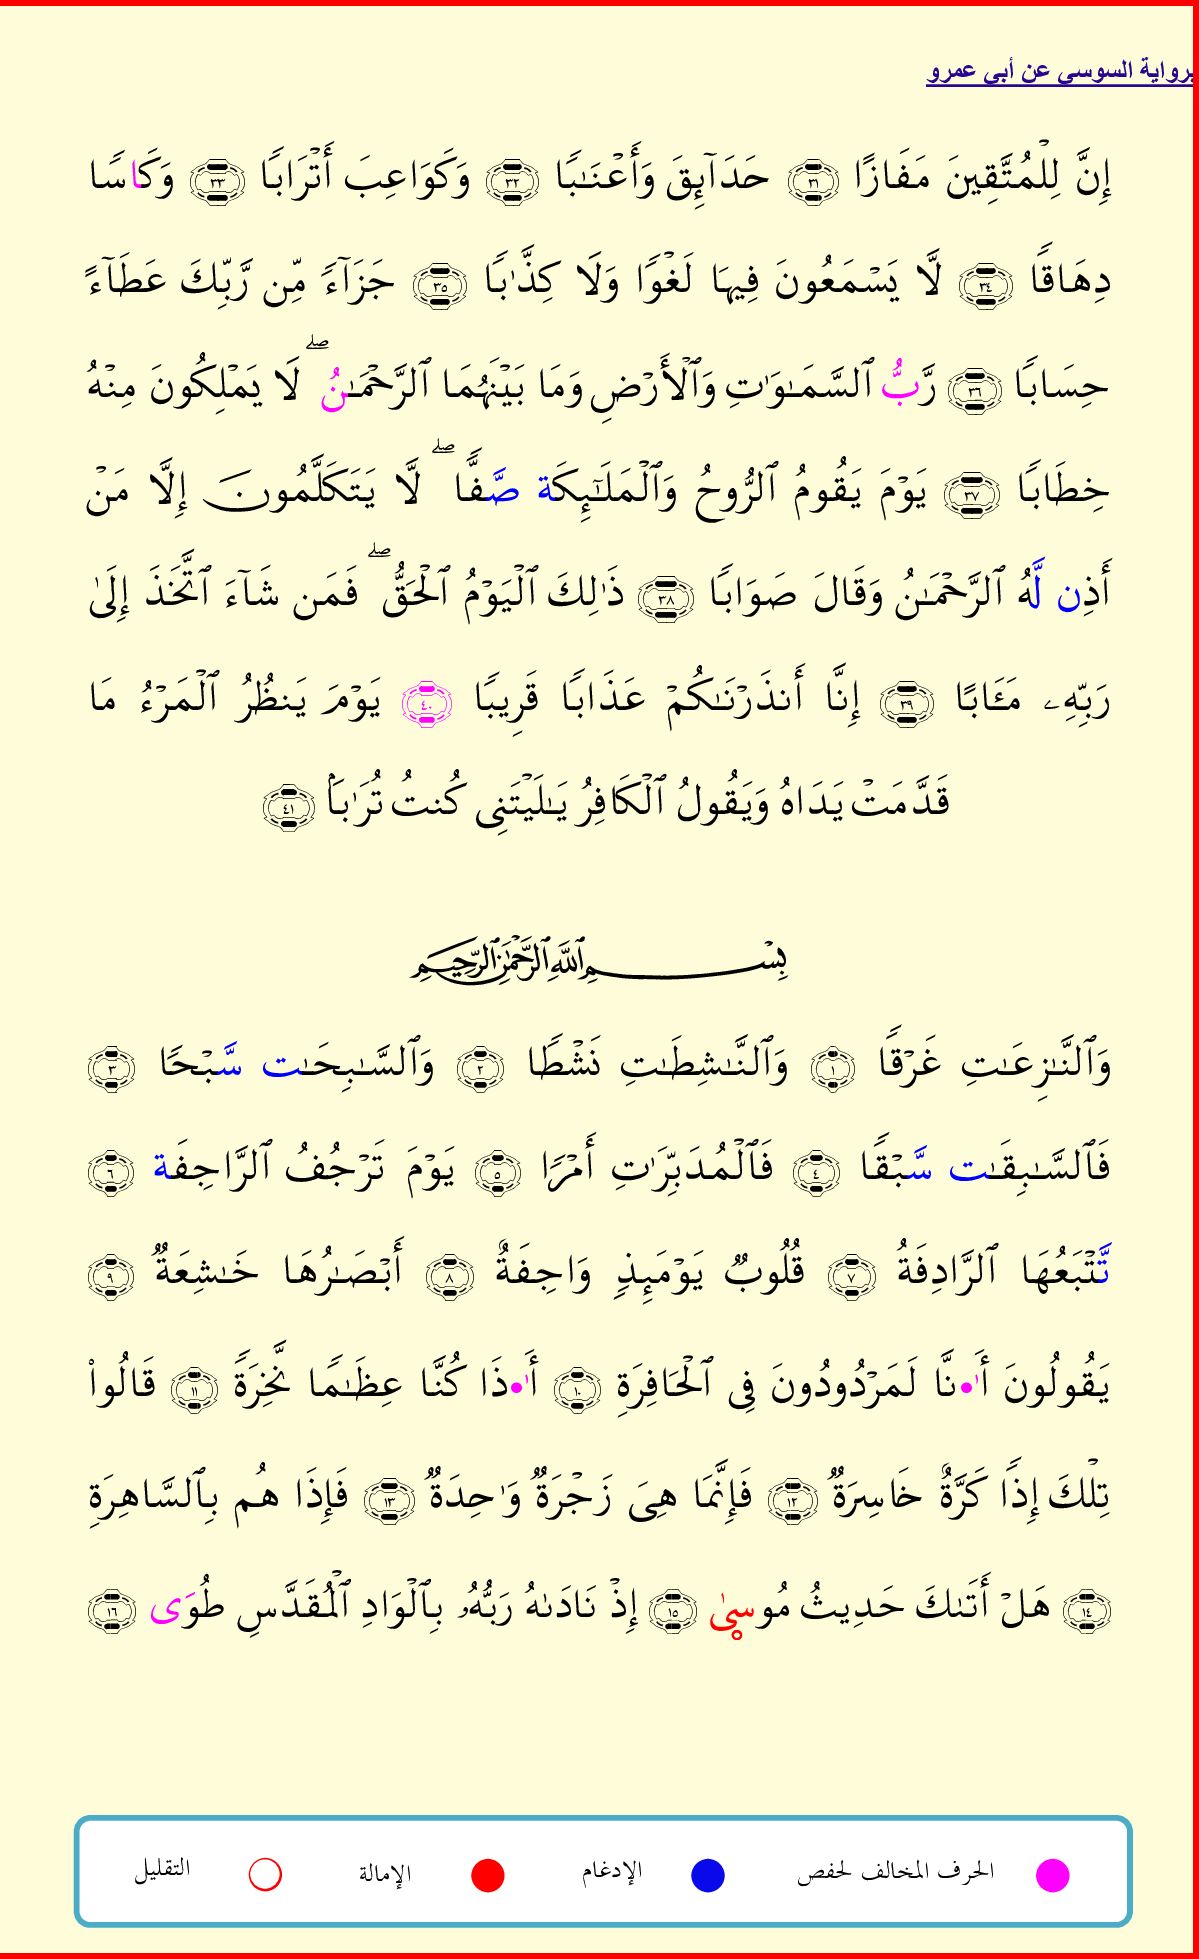 برواية السوسي عن أبي عمرو
إِنَّ لِلْمُتَّقِينَ مَفَازًا ٣١ حَدَآئِقَ وَأَعْنَٰبًا ٣٢ وَكَوَاعِبَ أَتْرَابًا ٣٣ وَكَاسًا
دِهَاقًا ٣٤ لَّا يَسْمَعُونَ فِيهَا لَغْوًا وَلَا كِذَّٰبًا ٣٥ جَزَآءً مِّن رَّبِّكَ عَطَآءً
حِسَابًا ٣٦ رَّبُّ ٱلسَّمَٰوَٰتِ وَٱلْأَرْضِ وَمَا بَيْنَهُمَا ٱلرَّحْمَٰنُ ۖ لَا يَمْلِكُونَ مِنْهُ
خِطَابًا ٣٧ يَوْمَ يَقُومُ ٱلرُّوحُ وَٱلْمَلَٰٓئِكَة صَّفًّا ۖ لَّا يَتَكَلَّمُونَ إِلَّا مَنْ
أَذِن لَّهُ ٱلرَّحْمَٰنُ وَقَالَ صَوَابًا ٣٨ ذَٰلِكَ ٱلْيَوْمُ ٱلْحَقُّ ۖ فَمَن شَآءَ ٱتَّخَذَ إِلَىٰ
رَبِّهِۦ مَـَٔابًا ٣٩ إِنَّا أَنذَرْنَٰكُمْ عَذَابًا قَرِيبًا ٤٠ يَوْمَ يَنظُرُ ٱلْمَرْءُ مَا
قَدَّمَتْ يَدَاهُ وَيَقُولُ ٱلْكَافِرُ يَٰلَيْتَنِى كُنتُ تُرَٰبَاۢ ٤١
بِسْمِ ٱللَّهِ ٱلرَّحْمَٰنِ ٱلرَّحِيمِ
وَٱلنَّٰزِعَٰتِ غَرْقًا ١ وَٱلنَّٰشِطَٰتِ نَشْطًا ٢ وَٱلسَّٰبِحَٰت سَّبْحًا ٣
فَٱلسَّٰبِقَٰت سَّبْقًا ٤ فَٱلْمُدَبِّرَٰتِ أَمْرًا ٥ يَوْمَ تَرْجُفُ ٱلرَّاجِفَة ٦
تَّتْبَعُهَا ٱلرَّادِفَةُ ٧ قُلُوبٌ يَوْمَئِذٍ وَاجِفَةٌ ٨ أَبْصَٰرُهَا خَٰشِعَةٌ ٩
يَقُولُونَ أَٰ•نَّا لَمَرْدُودُونَ فِى ٱلْحَافِرَةِ ١٠ أَٰ•ذَا كُنَّا عِظَٰمًا نَّخِرَةً ١١ قَالُوا۟
تِلْكَ إِذًا كَرَّةٌ خَاسِرَةٌ ١٢ فَإِنَّمَا هِىَ زَجْرَةٌ وَٰحِدَةٌ ١٣ فَإِذَا هُم بِٱلسَّاهِرَةِ
١٤ هَلْ أَتَىٰكَ حَدِيثُ مُوسىٰ ١٥ إِذْ نَادَىٰهُ رَبُّهُۥ بِٱلْوَادِ ٱلْمُقَدَّسِ طُوَى ١٦
الحرف المخالف لحفص الإدغام الإمالة التقليل